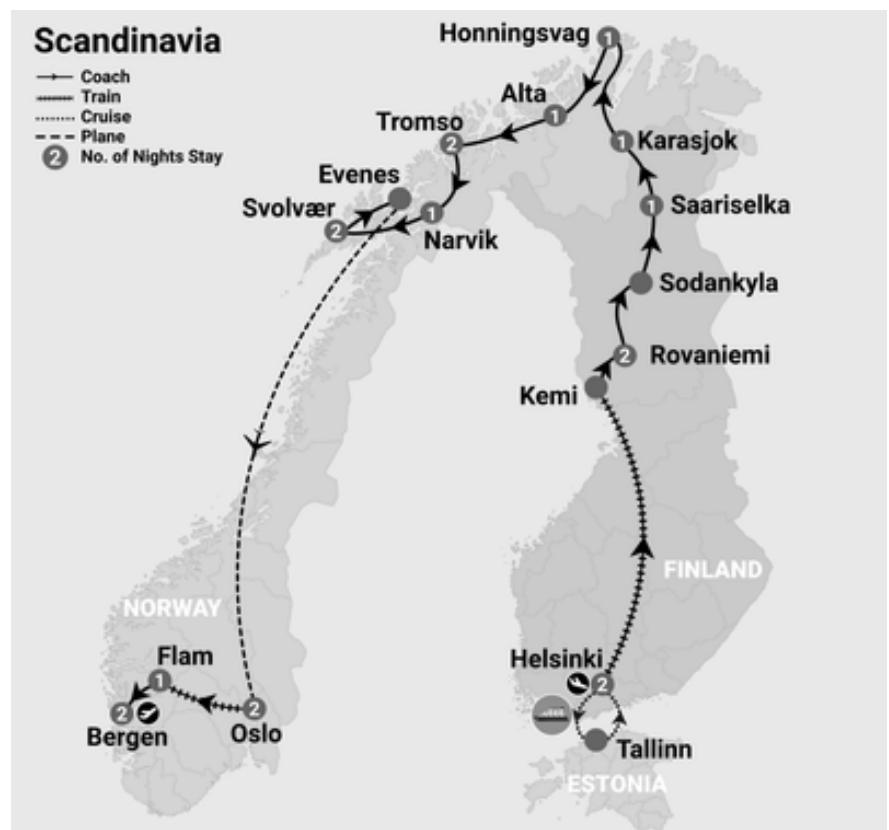 Scandinavia
Coach
Train
Cruise
Plane
2 No. of Nights Stay
Honningsvag 1
Alta 1
Tromso 2
Karasjok 1
Evenes
Saariselka 1
Svolvær 2
Narvik 1
Sodankyla
Rovaniemi 2
Kemi
FINLAND
NORWAY
Flam 1
Helsinki 2
Bergen 2
Oslo 2
Tallinn
ESTONIA